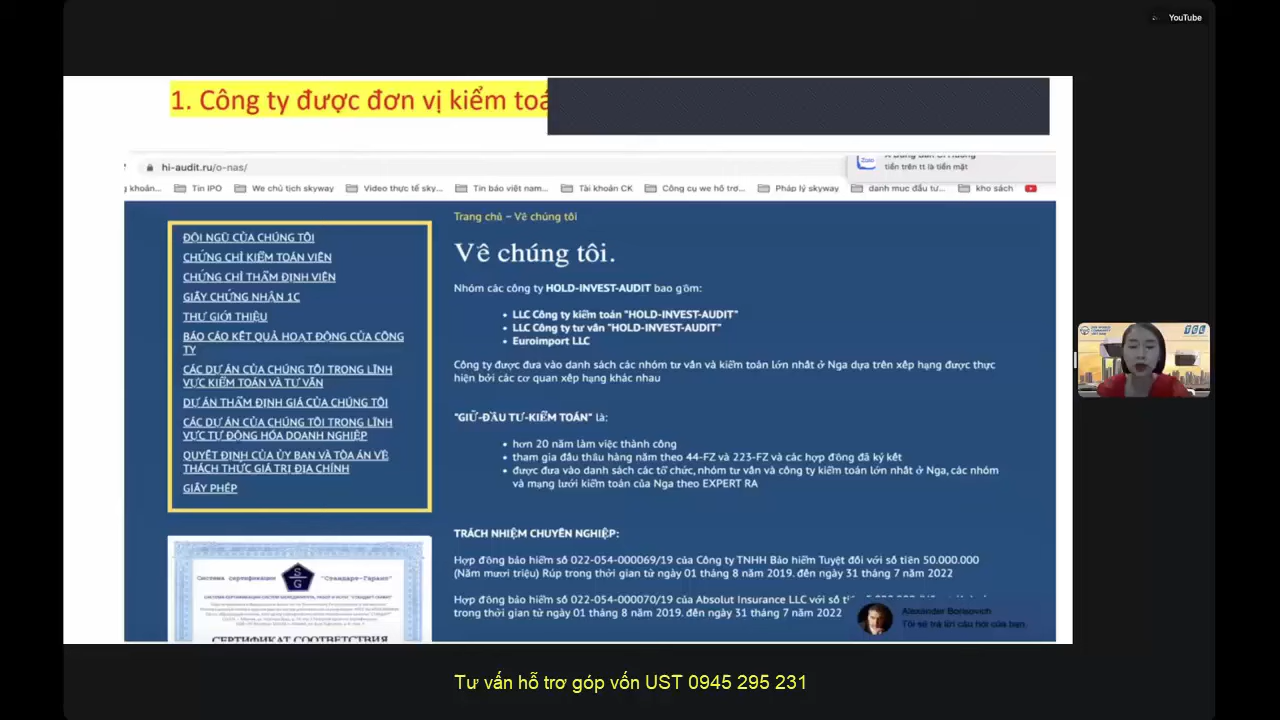 YouTube
1. Công ty được đơn vị kiểm toá
hi-audit.ru/o-nas/
tiền trên tt là tiền mặt
g khoản...
Tin IPO
We chủ tịch skyway
Video thực tế sky...
Tin báo việt nam...
Tài khoản CK
Công cụ we hỗ trợ...
Pháp lý skyway
danh mục đầu tư...
kho sách
ĐỘI NGŨ CỦA CHÚNG TÔI
CHỨNG CHỈ KIỂM TOÁN VIÊN
CHỨNG CHỈ THẨM ĐỊNH VIÊN
GIẤY CHỨNG NHẬN 1C
THƯ GIỚI THIỆU
BÁO CÁO KẾT QUẢ HOẠT ĐỘNG CỦA CÔNG
TY
CÁC DỰ ÁN CỦA CHÚNG TÔI TRONG LĨNH
VỰC KIỂM TOÁN VÀ TƯ VẤN
DỰ ÁN THẨM ĐỊNH GIÁ CỦA CHÚNG TÔI
CÁC DỰ ÁN CỦA CHÚNG TÔI TRONG LĨNH
VỰC TỰ ĐỘNG HÓA DOANH NGHIỆP
QUYẾT ĐỊNH CỦA ỦY BAN VÀ TÒA ÁN VỀ
THÁCH THỨC GIÁ TRỊ ĐỊA CHÍNH
GIẤY PHÉP
Система сертификации
S
G
"Стандарт-Гарант"
СЕРТИФИКАТ СООТВЕТСТВИЯ
Trang chủ – Về chúng tôi
Về chúng tôi.
Nhóm các công ty HOLD-INVEST-AUDIT bao gồm:
• LLC Công ty kiểm toán "HOLD-INVEST-AUDIT"
• LLC Công ty tư vấn "HOLD-INVEST-AUDIT"
• Euroimport LLC
Công ty được đưa vào danh sách các nhóm tư vấn và kiểm toán lớn nhất ở Nga dựa trên xếp hạng được thực
hiện bởi các cơ quan xếp hạng khác nhau
"GIỮ-ĐẦU TƯ-KIỂM TOÁN" là:
• hơn 20 năm làm việc thành công
• tham gia đấu thầu hàng năm theo 44-FZ và 223-FZ và các hợp đồng đã ký kết
• được đưa vào danh sách các tổ chức, nhóm tư vấn và công ty kiểm toán lớn nhất ở Nga, các nhóm
và mạng lưới kiểm toán của Nga theo EXPERT RA
TRÁCH NHIỆM CHUYÊN NGHIỆP:
Hợp đồng bảo hiểm số 022-054-000069/19 của Công ty TNHH Bảo hiểm Tuyệt đối với số tiền 50.000.000
(Năm mươi triệu) Rúp trong thời gian từ ngày 01 tháng 8 năm 2019. đến ngày 31 tháng 7 năm 2022
Hợp đồng bảo hiểm số 022-054-000070/19 của Absolut Insurance LLC với số
trong thời gian từ ngày 01 tháng 8 năm 2019. đến ngày 31 tháng 7 năm 2022
Alexander Borisovich
Tôi sẽ trả lời câu hỏi của bạn
Tư vấn hỗ trơ góp vốn UST 0945 295 231